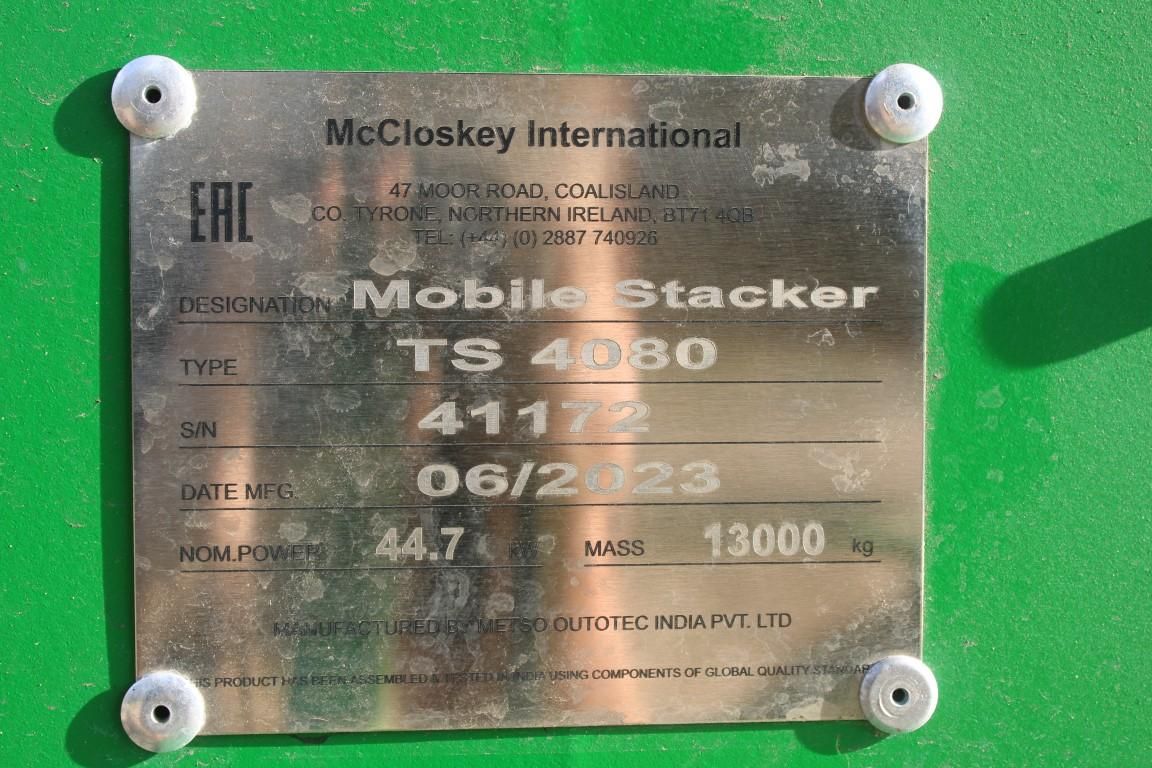 McCloskey International
EAC
47 MOOR ROAD, COALISLAND
CO. TYRONE, NORTHERN IRELAND, BT71 4QB
TEL: (+44) (0) 2887 740926
DESIGNATION Mobile Stacker
TYPE TS 4080
S/N 41172
DATE MFG. 06/2023
NOM.POWER 44.7 kW MASS 13000 kg
MANUFACTURED BY METSO OUTOTEC INDIA PVT. LTD
PRODUCT HAS BEEN ASSEMBLED & TESTED IN INDIA USING COMPONENTS OF GLOBAL QUALITY